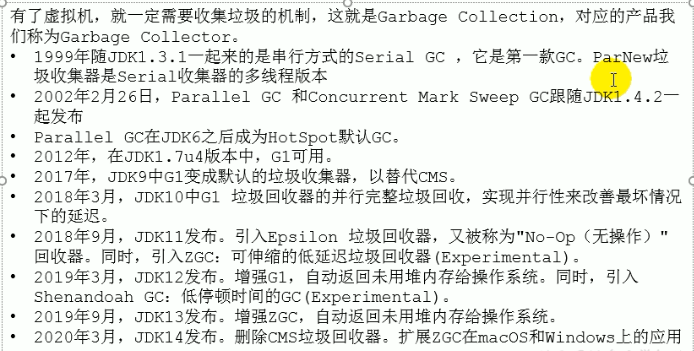 有了虚拟机，就一定需要收集垃圾的机制，这就是Garbage Collection，对应的产品我
们称为Garbage Collector。
• 1999年随JDK1.3.1一起来的是串行方式的Serial GC ，它是第一款GC。ParNew垃
圾收集器是Serial收集器的多线程版本
• 2002年2月26日，Parallel GC 和Concurrent Mark Sweep GC跟随JDK1.4.2一
起发布
• Parallel GC在JDK6之后成为HotSpot默认GC。
• 2012年，在JDK1.7u4版本中，G1可用。
• 2017年，JDK9中G1变成默认的垃圾收集器，以替代CMS。
• 2018年3月，JDK10中G1 垃圾回收器的并行完整垃圾回收，实现并行性来改善最坏情况
下的延迟。
• 2018年9月，JDK11发布。引入Epsilon 垃圾回收器，又被称为"No-Op（无操作）"
回收器。同时，引入ZGC：可伸缩的低延迟垃圾回收器(Experimental)。
• 2019年3月，JDK12发布。增强G1，自动返回未用堆内存给操作系统。同时，引入
Shenandoah GC：低停顿时间的GC(Experimental)。
• 2019年9月，JDK13发布。增强ZGC，自动返回未用堆内存给操作系统。
• 2020年3月，JDK14发布。删除CMS垃圾回收器。扩展ZGC在macOS和Windows上的应用